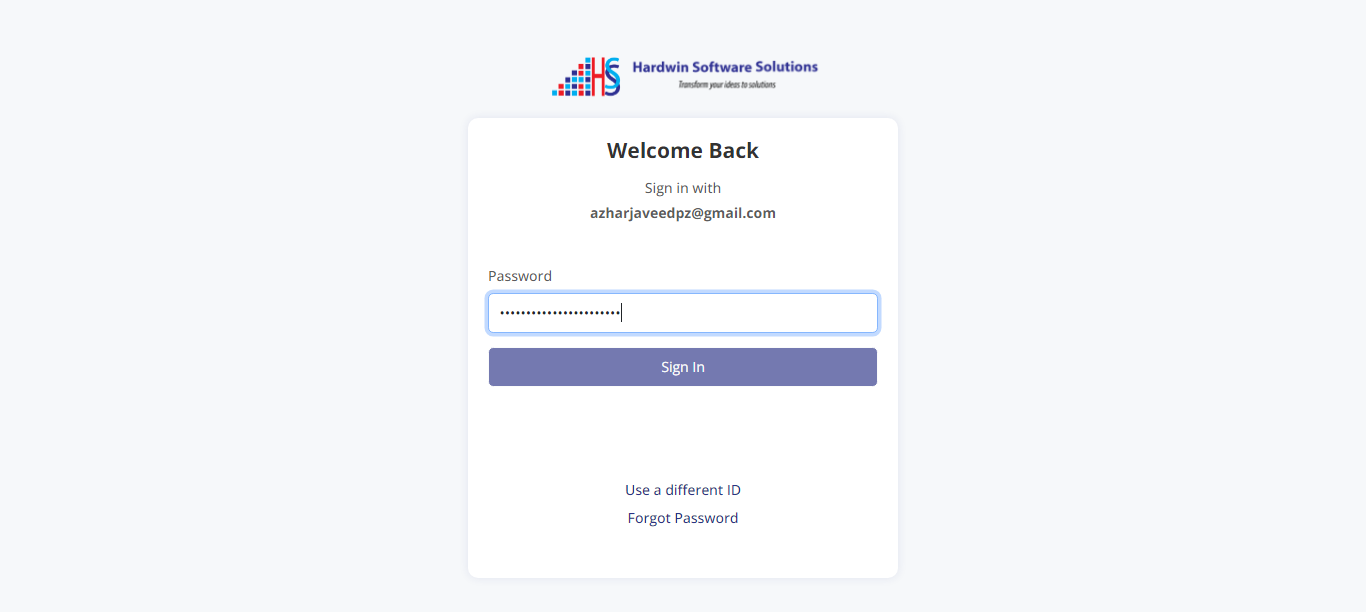 HS
Hardwin Software Solutions
Transform your ideas to solutions
Welcome Back
Sign in with
azharjaveedpz@gmail.com
Password
•••••••••••••••••••••••
Sign In
Use a different ID
Forgot Password